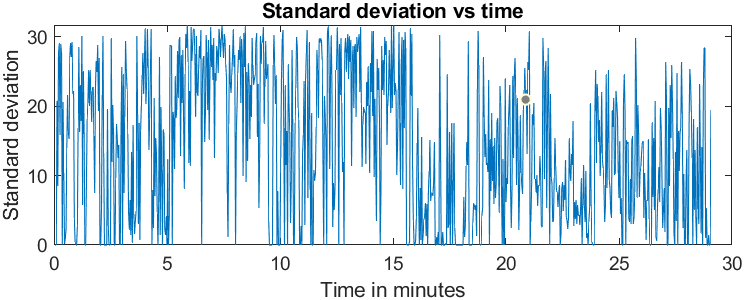 Standard deviation vs time
Standard deviation
30
20
10
0
0 5 10 15 20 25 30
Time in minutes